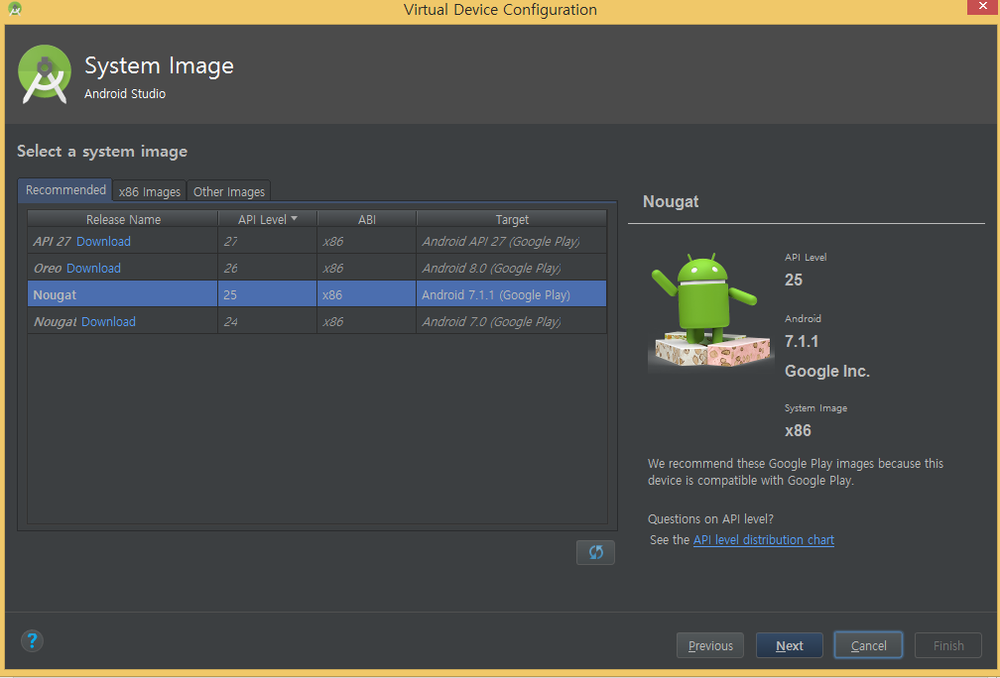 Virtual Device Configuration
System Image
Android Studio
Select a system image
Recommended x86 Images Other Images
Release Name API Level ABI Target
API 27 Download 27 x86 Android API 27 (Google Play)
Oreo Download 26 x86 Android 8.0 (Google Play)
Nougat 25 x86 Android 7.1.1 (Google Play)
Nougat Download 24 x86 Android 7.0 (Google Play)
Nougat
API Level
25
Android
7.1.1
Google Inc.
System Image
x86
We recommend these Google Play images because this
device is compatible with Google Play.
Questions on API level?
See the API level distribution chart
? Previous Next Cancel Finish